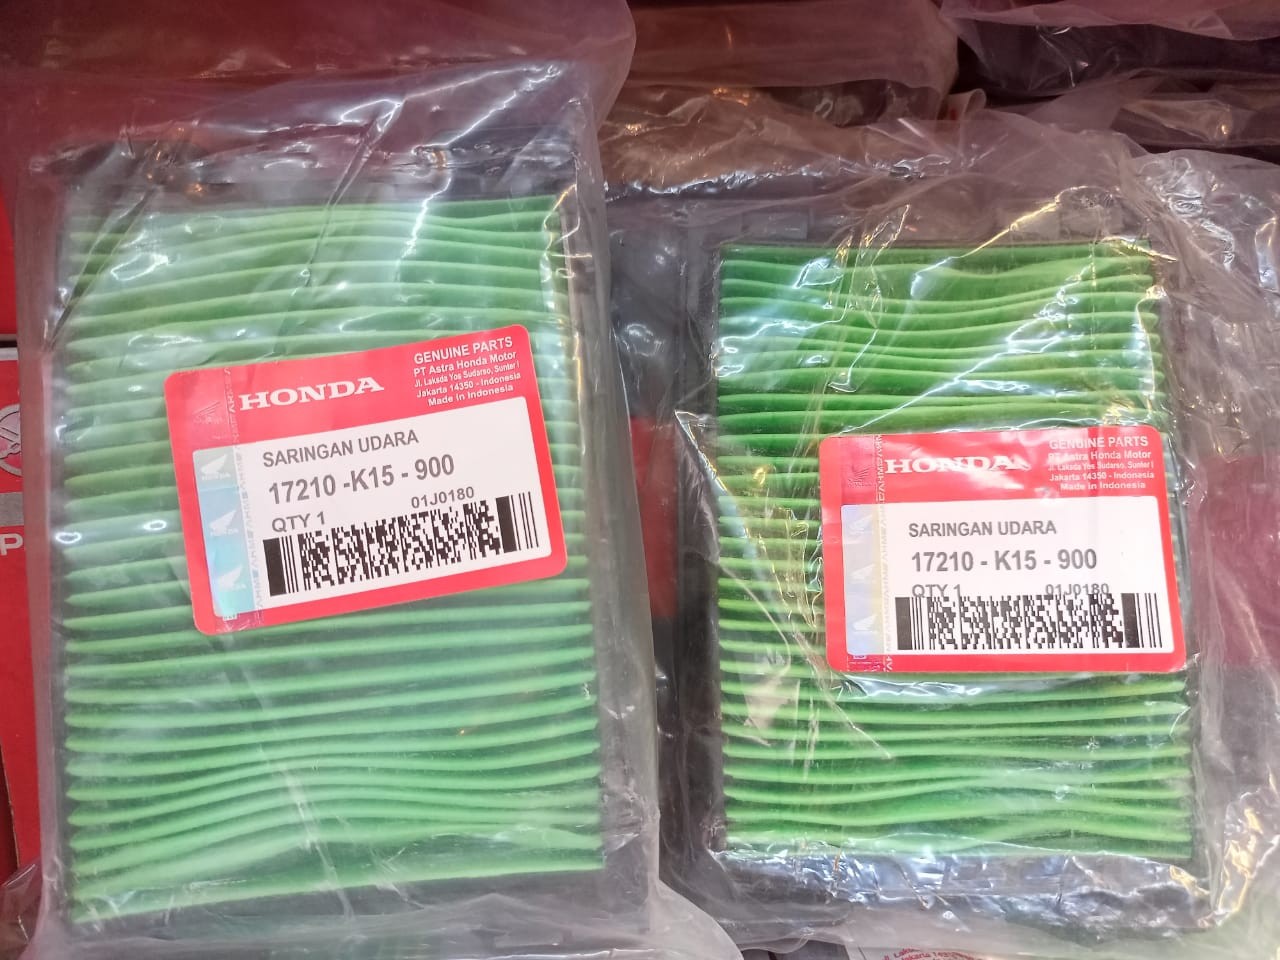 HONDA
GENUINE PARTS
PT Astra Honda Motor
Jl. Laksda Yos Sudarso, Sunter I
Jakarta 14350 - Indonesia
Made in Indonesia
SARINGAN UDARA
17210 -K15 - 900
01J0180
QTY 1
HONDA
GENUINE PARTS
PT Astra Honda Motor
Jl. Laksda Yos Sudarso, Sunter I
Jakarta 14350 - Indonesia
Made in Indonesia
SARINGAN UDARA
17210 - K15 - 900
QTY 1
01J0180